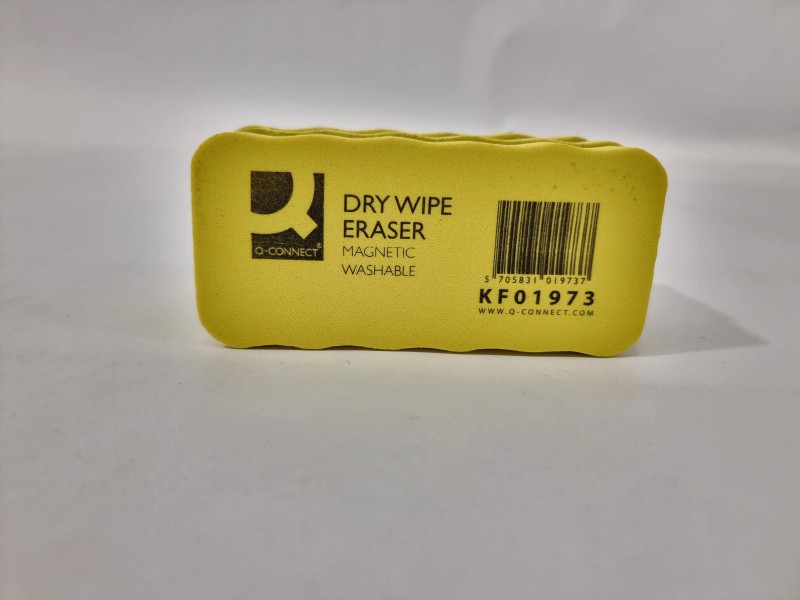 Q-CONNECT®
DRY WIPE
ERASER
MAGNETIC
WASHABLE
5 705831 019737
KF01973
WWW.Q-CONNECT.COM